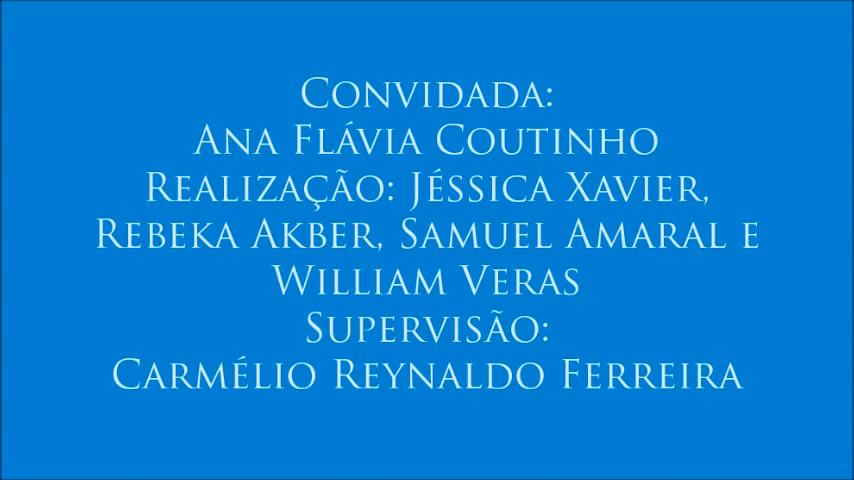 Convidada:
Ana Flávia Coutinho
Realização: Jéssica Xavier,
Rebeka Akber, Samuel Amaral e
William Veras
Supervisão:
Carmélio Reynaldo Ferreira